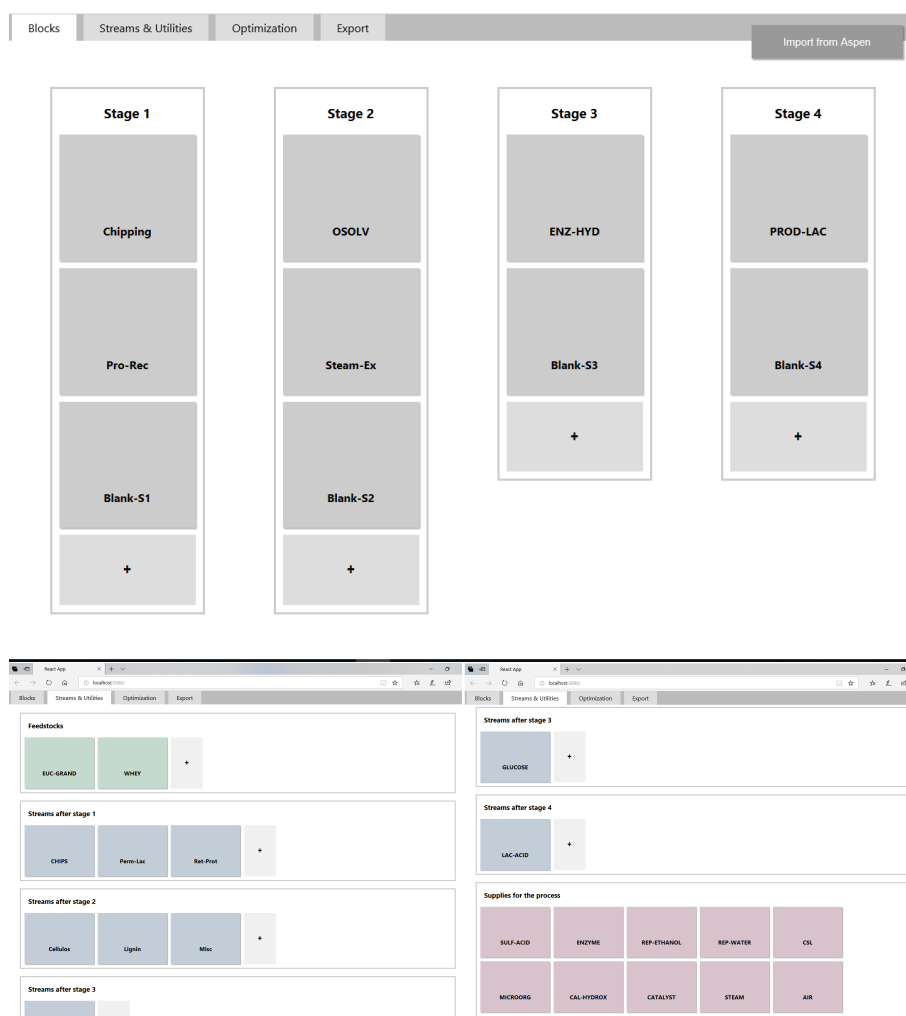 Blocks Streams & Utilities Optimization Export
Import from Aspen
Stage 1 Stage 2 Stage 3 Stage 4
Chipping OSOLV ENZ-HYD PROD-LAC
Pro-Rec Steam-Ex Blank-S3 Blank-S4
+ +
Blank-S1 Blank-S2
+ +
React App
localhost:3000/
Blocks Streams & Utilities Optimization Export
Feedstocks
EUC-GRAND WHEY +
Streams after stage 1
CHIPS Perm-Lac Ret-Prot +
Streams after stage 2
Cellulos Lignin Misc +
Streams after stage 3
React App
localhost:3000/
Blocks Streams & Utilities Optimization Export
Streams after stage 3
GLUCOSE +
Streams after stage 4
LAC-ACID +
Supplies for the process
SULF-ACID ENZYME REP-ETHANOL REP-WATER CSL
MICROORG CAL-HYDROX CATALYST STEAM AIR